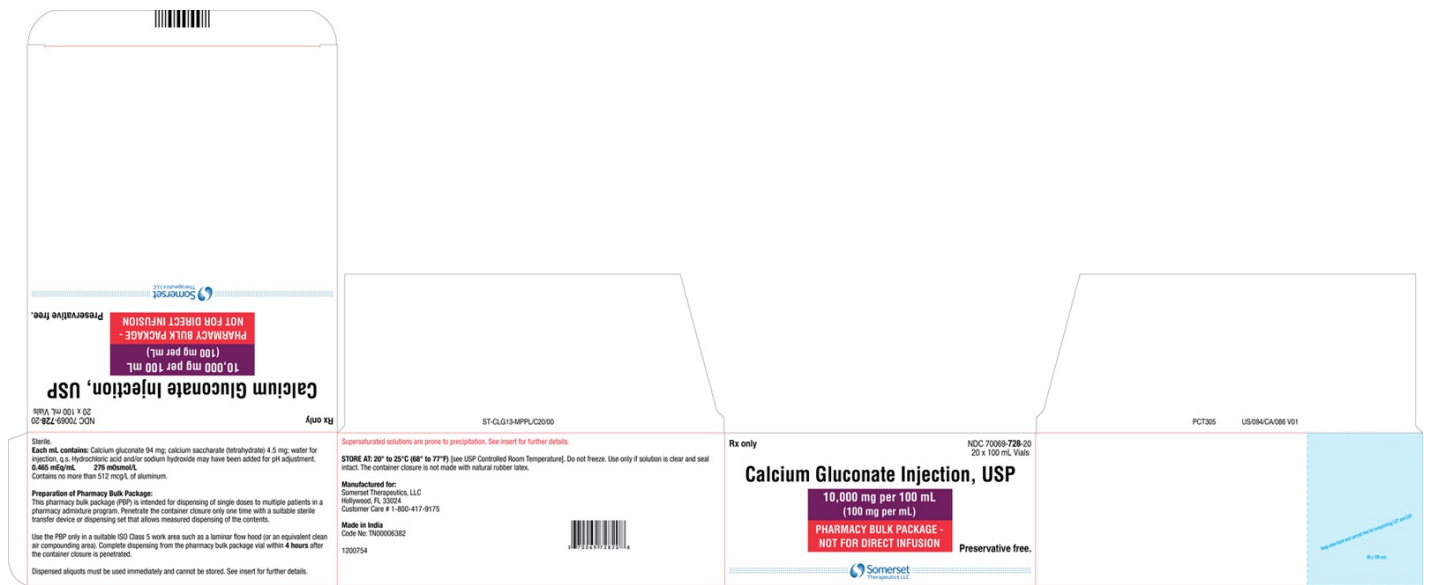 Somerset
Therapeutics LLC
Preservative free.
PHARMACY BULK PACKAGE -
NOT FOR DIRECT INFUSION
10,000 mg per 100 mL
(100 mg per mL)
Calcium Gluconate Injection, USP
NDC 70069-728-20
20 x 100 mL Vials
Rx only
Sterile.
Each mL contains: Calcium gluconate 94 mg; calcium saccharate (tetrahydrate) 4.5 mg; water for
injection, q.s. Hydrochloric acid and/or sodium hydroxide may have been added for pH adjustment.
0.465 mEq/mL 276 mOsmol/L
Contains no more than 512 mcg/L of aluminum.
Preparation of Pharmacy Bulk Package:
This pharmacy bulk package (PBP) is intended for dispensing of single doses to multiple patients in a
pharmacy admixture program. Penetrate the container closure only one time with a suitable sterile
transfer device or dispensing set that allows measured dispensing of the contents.
Use the PBP only in a suitable ISO Class 5 work area such as a laminar flow hood (or an equivalent clean
air compounding area). Complete dispensing from the pharmacy bulk package vial within 4 hours after
the container closure is penetrated.
Dispensed aliquots must be used immediately and cannot be stored. See insert for further details.
ST-CLG13-MPPL/C20/00
Supersaturated solutions are prone to precipitation. See insert for further details.
STORE AT: 20° to 25°C (68° to 77°F) [see USP Controlled Room Temperature]. Do not freeze. Use only if solution is clear and seal
intact. The container closure is not made with natural rubber latex.
Manufactured for:
Somerset Therapeutics, LLC
Hollywood, FL 33024
Customer Care # 1-800-417-9175
Made in India
Code No: TN00006382
1200754
Rx only
NDC 70069-728-20
20 x 100 mL Vials
Calcium Gluconate Injection, USP
10,000 mg per 100 mL
(100 mg per mL)
PHARMACY BULK PACKAGE -
NOT FOR DIRECT INFUSION
Preservative free.
Somerset
Therapeutics LLC
PCT305 US/094/CA/086 V01